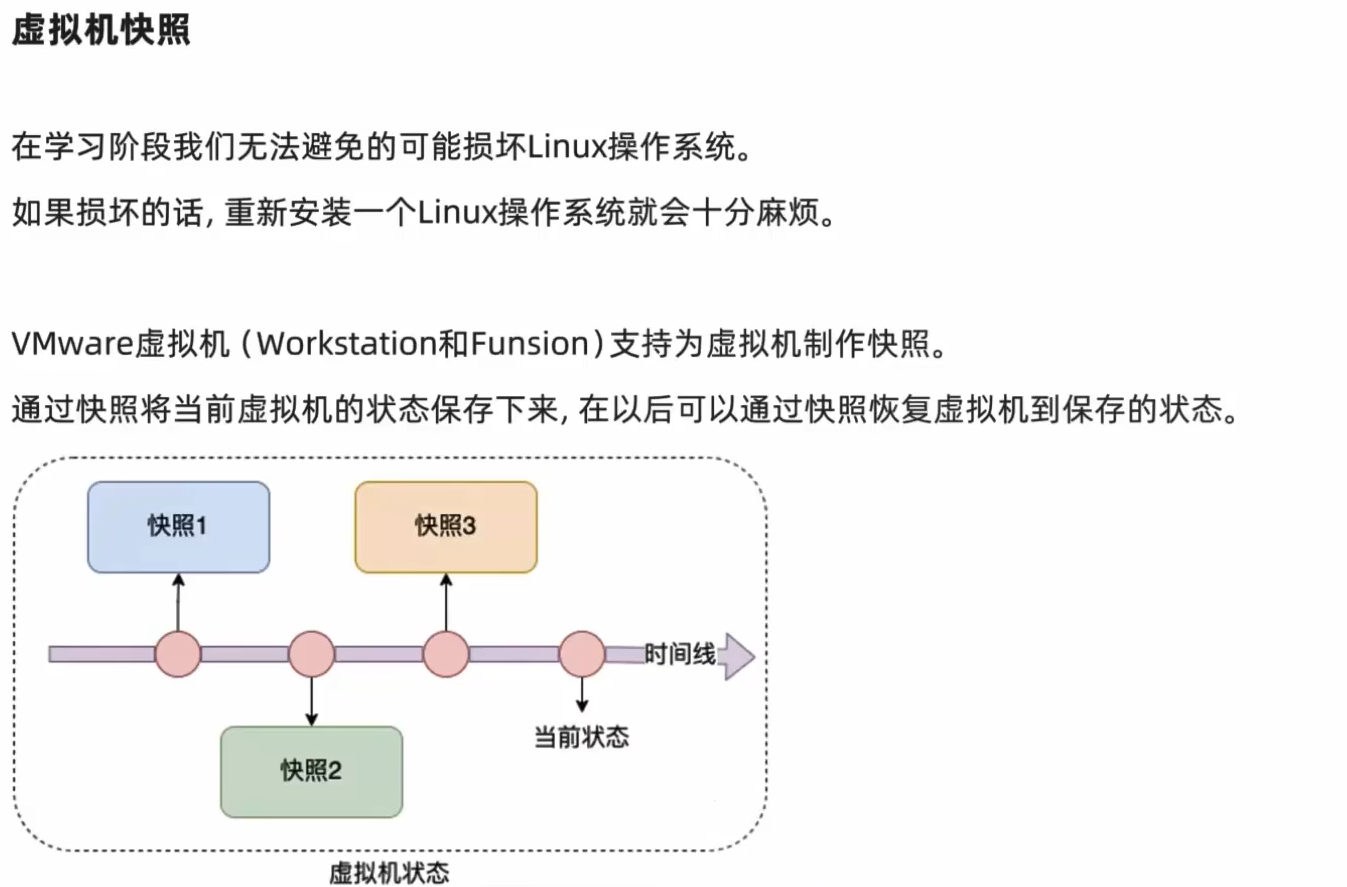 虚拟机快照
在学习阶段我们无法避免的可能损坏Linux操作系统。
如果损坏的话, 重新安装一个Linux操作系统就会十分麻烦。
VMware虚拟机（Workstation和Funsion）支持为虚拟机制作快照。
通过快照将当前虚拟机的状态保存下来, 在以后可以通过快照恢复虚拟机到保存的状态。
快照1
快照3
时间线
当前状态
快照2
虚拟机状态